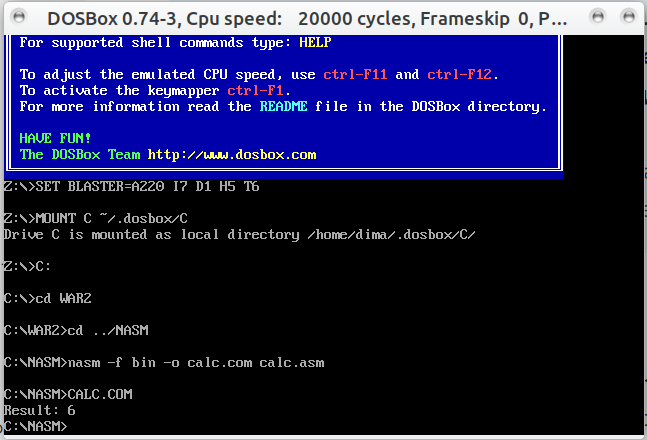 DOSBox 0.74-3, Cpu speed: 20000 cycles, Frameskip 0, P...
For supported shell commands type: HELP
To adjust the emulated CPU speed, use ctrl-F11 and ctrl-F12.
To activate the keymapper ctrl-F1.
For more information read the README file in the DOSBox directory.
HAVE FUN!
The DOSBox Team http://www.dosbox.com
Z:\>SET BLASTER=A220 I7 D1 H5 T6
Z:\>MOUNT C ~/.dosbox/C
Drive C is mounted as local directory /home/dima/.dosbox/C/
Z:\>C:
C:\>cd WAR2
C:\WAR2>cd ../NASM
C:\NASM>nasm -f bin -o calc.com calc.asm
C:\NASM>CALC.COM
Result: 6
C:\NASM>